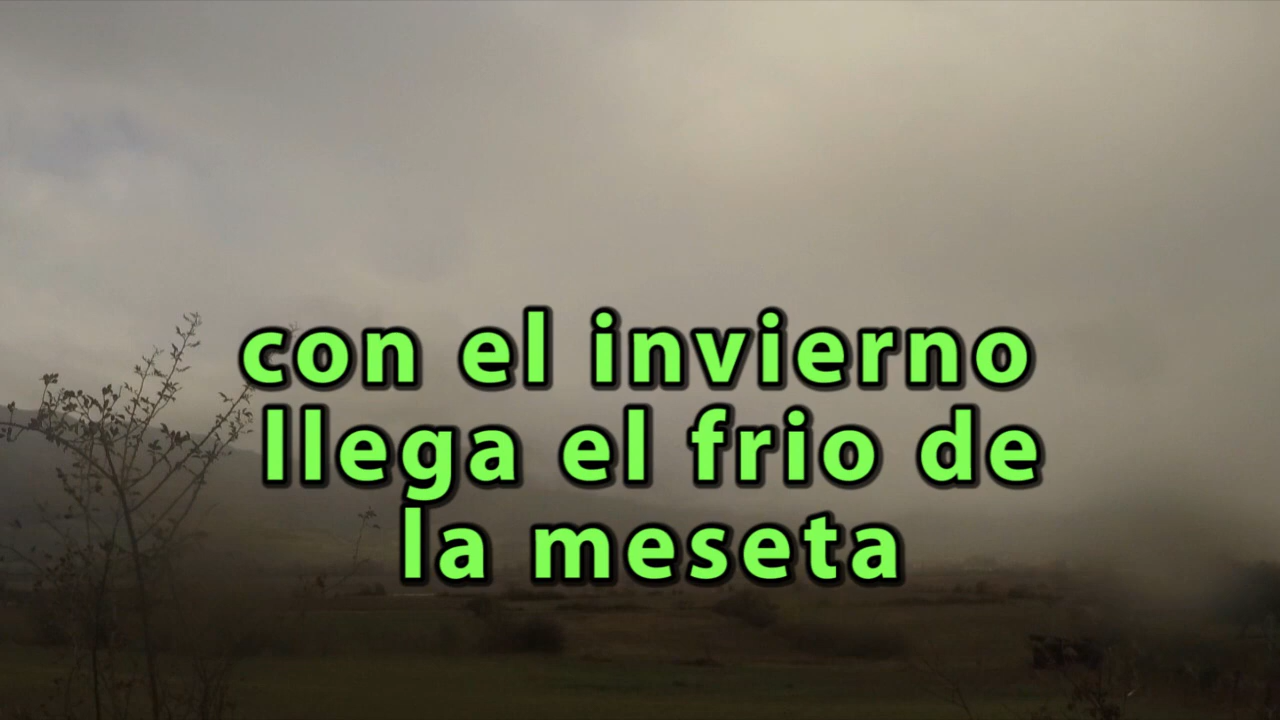 con el invierno
llega el frio de
la meseta